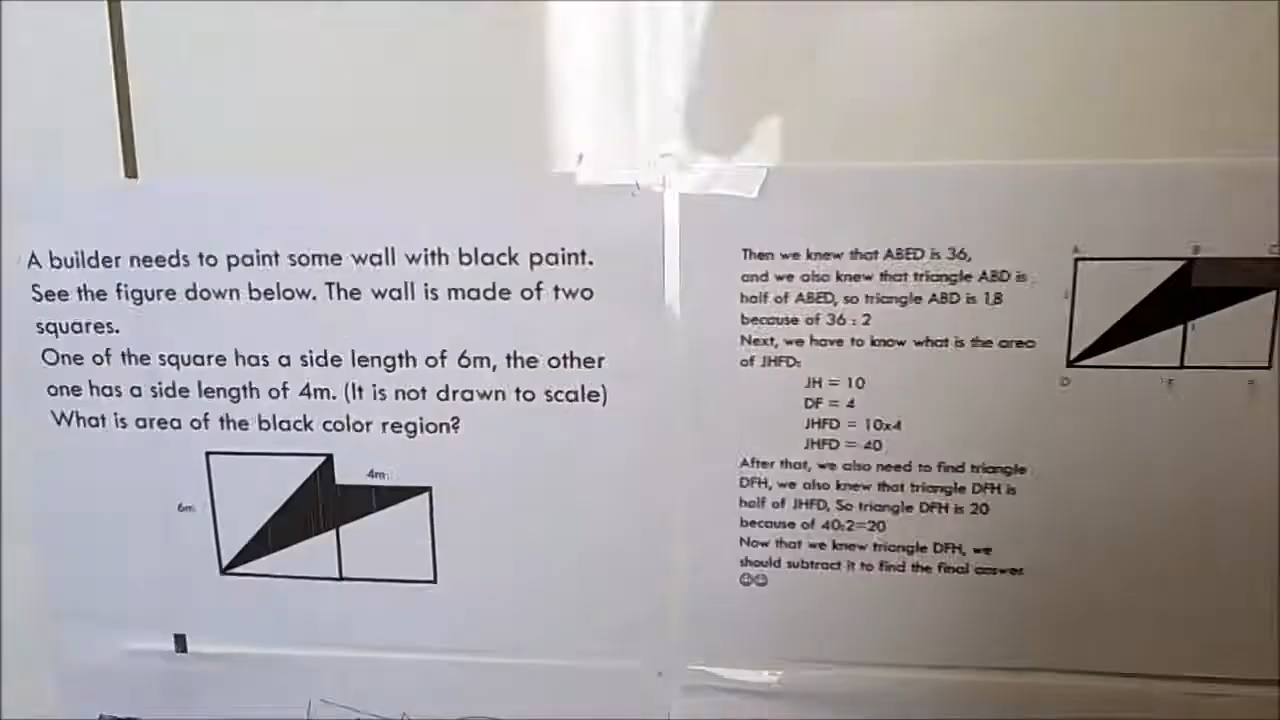 A builder needs to paint some wall with black paint.
See the figure down below. The wall is made of two
squares.
One of the square has a side length of 6m, the other
one has a side length of 4m. (It is not drawn to scale)
What is area of the black color region?
4m
6m
Then we knew that ABED is 36,
and we also knew that triangle ABD is
half of ABED, so triangle ABD is 18
because of 36 : 2
Next, we have to know what is the area
of JHFD:
JH = 10
DF = 4
JHFD = 10x4
JHFD = 40
After that, we also need to find triangle
DFH, we also knew that triangle DFH is
half of JHFD, So triangle DFH is 20
because of 40:2=20
Now that we knew triangle DFH, we
should subtract it to find the final answer
A B C
D E